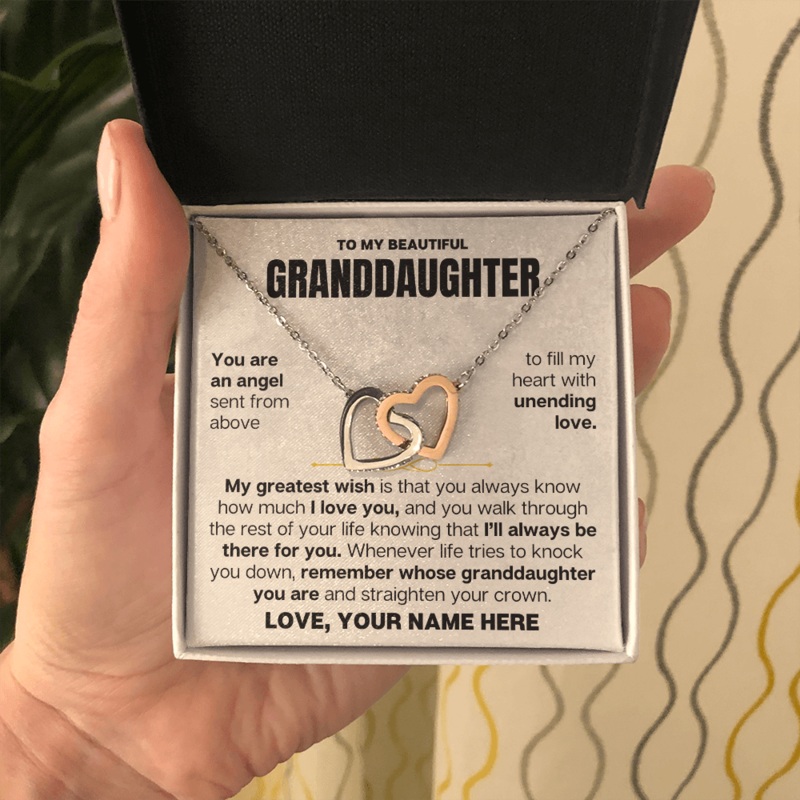 TO MY BEAUTIFUL
GRANDDAUGHTER
You are
an angel
sent from
above
to fill my
heart with
unending
love.
My greatest wish is that you always know
how much I love you, and you walk through
the rest of your life knowing that I'll always be
there for you. Whenever life tries to knock
you down, remember whose granddaughter
you are and straighten your crown.
LOVE, YOUR NAME HERE